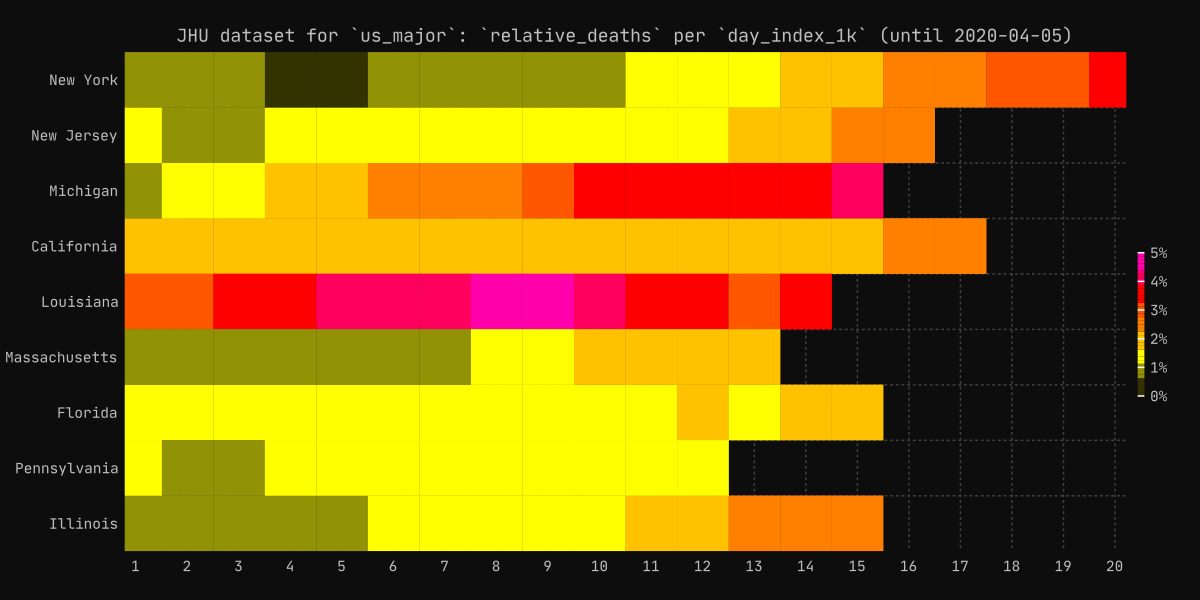 JHU dataset for `us_major`: `relative_deaths` per `day_index_1k` (until 2020-04-05)
New York
New Jersey
Michigan
California
Louisiana
Massachusetts
Florida
Pennsylvania
Illinois
5%
4%
3%
2%
1%
0%
1 2 3 4 5 6 7 8 9 10 11 12 13 14 15 16 17 18 19 20